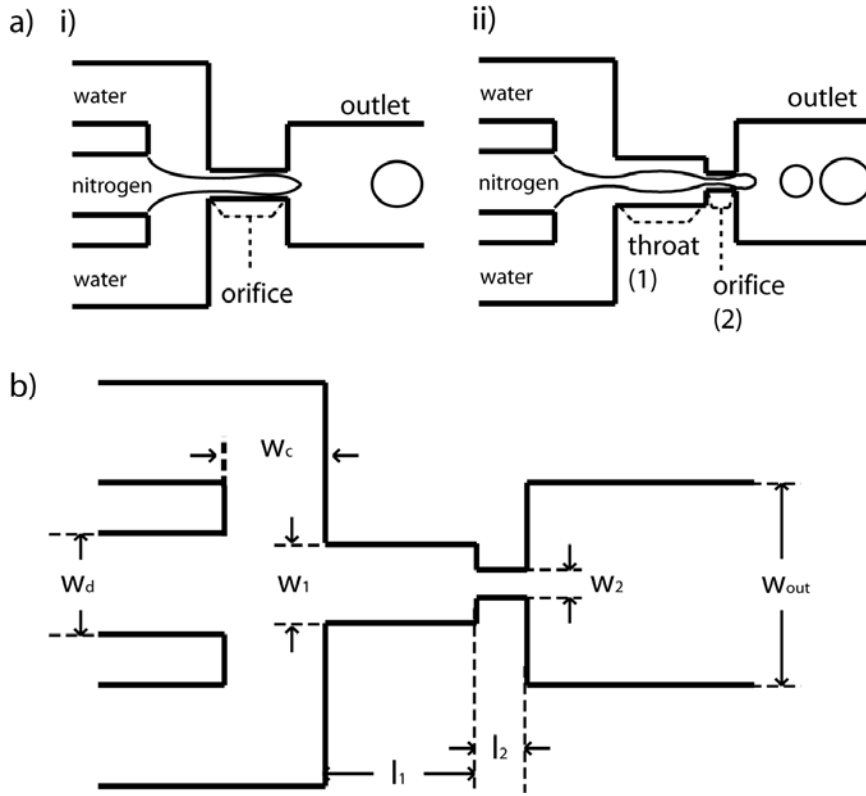 a) i)
water
outlet
nitrogen
water
orifice
ii)
water
outlet
nitrogen
water
throat
(1)
orifice
(2)
b)
wc
wd
w1
w2
wout
l1
l2